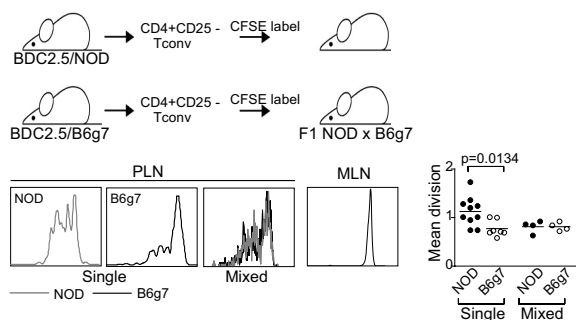 CD4+CD25 - CFSE label
Tconv
BDC2.5/NOD
CD4+CD25 - CFSE label
Tconv
BDC2.5/B6g7
F1 NOD x B6g7
PLN
MLN
NOD
B6g7
Single
Mixed
NOD
B6g7
p=0.0134
2
1
0
Mean division
NOD
B6g7
NOD
B6g7
Single
Mixed